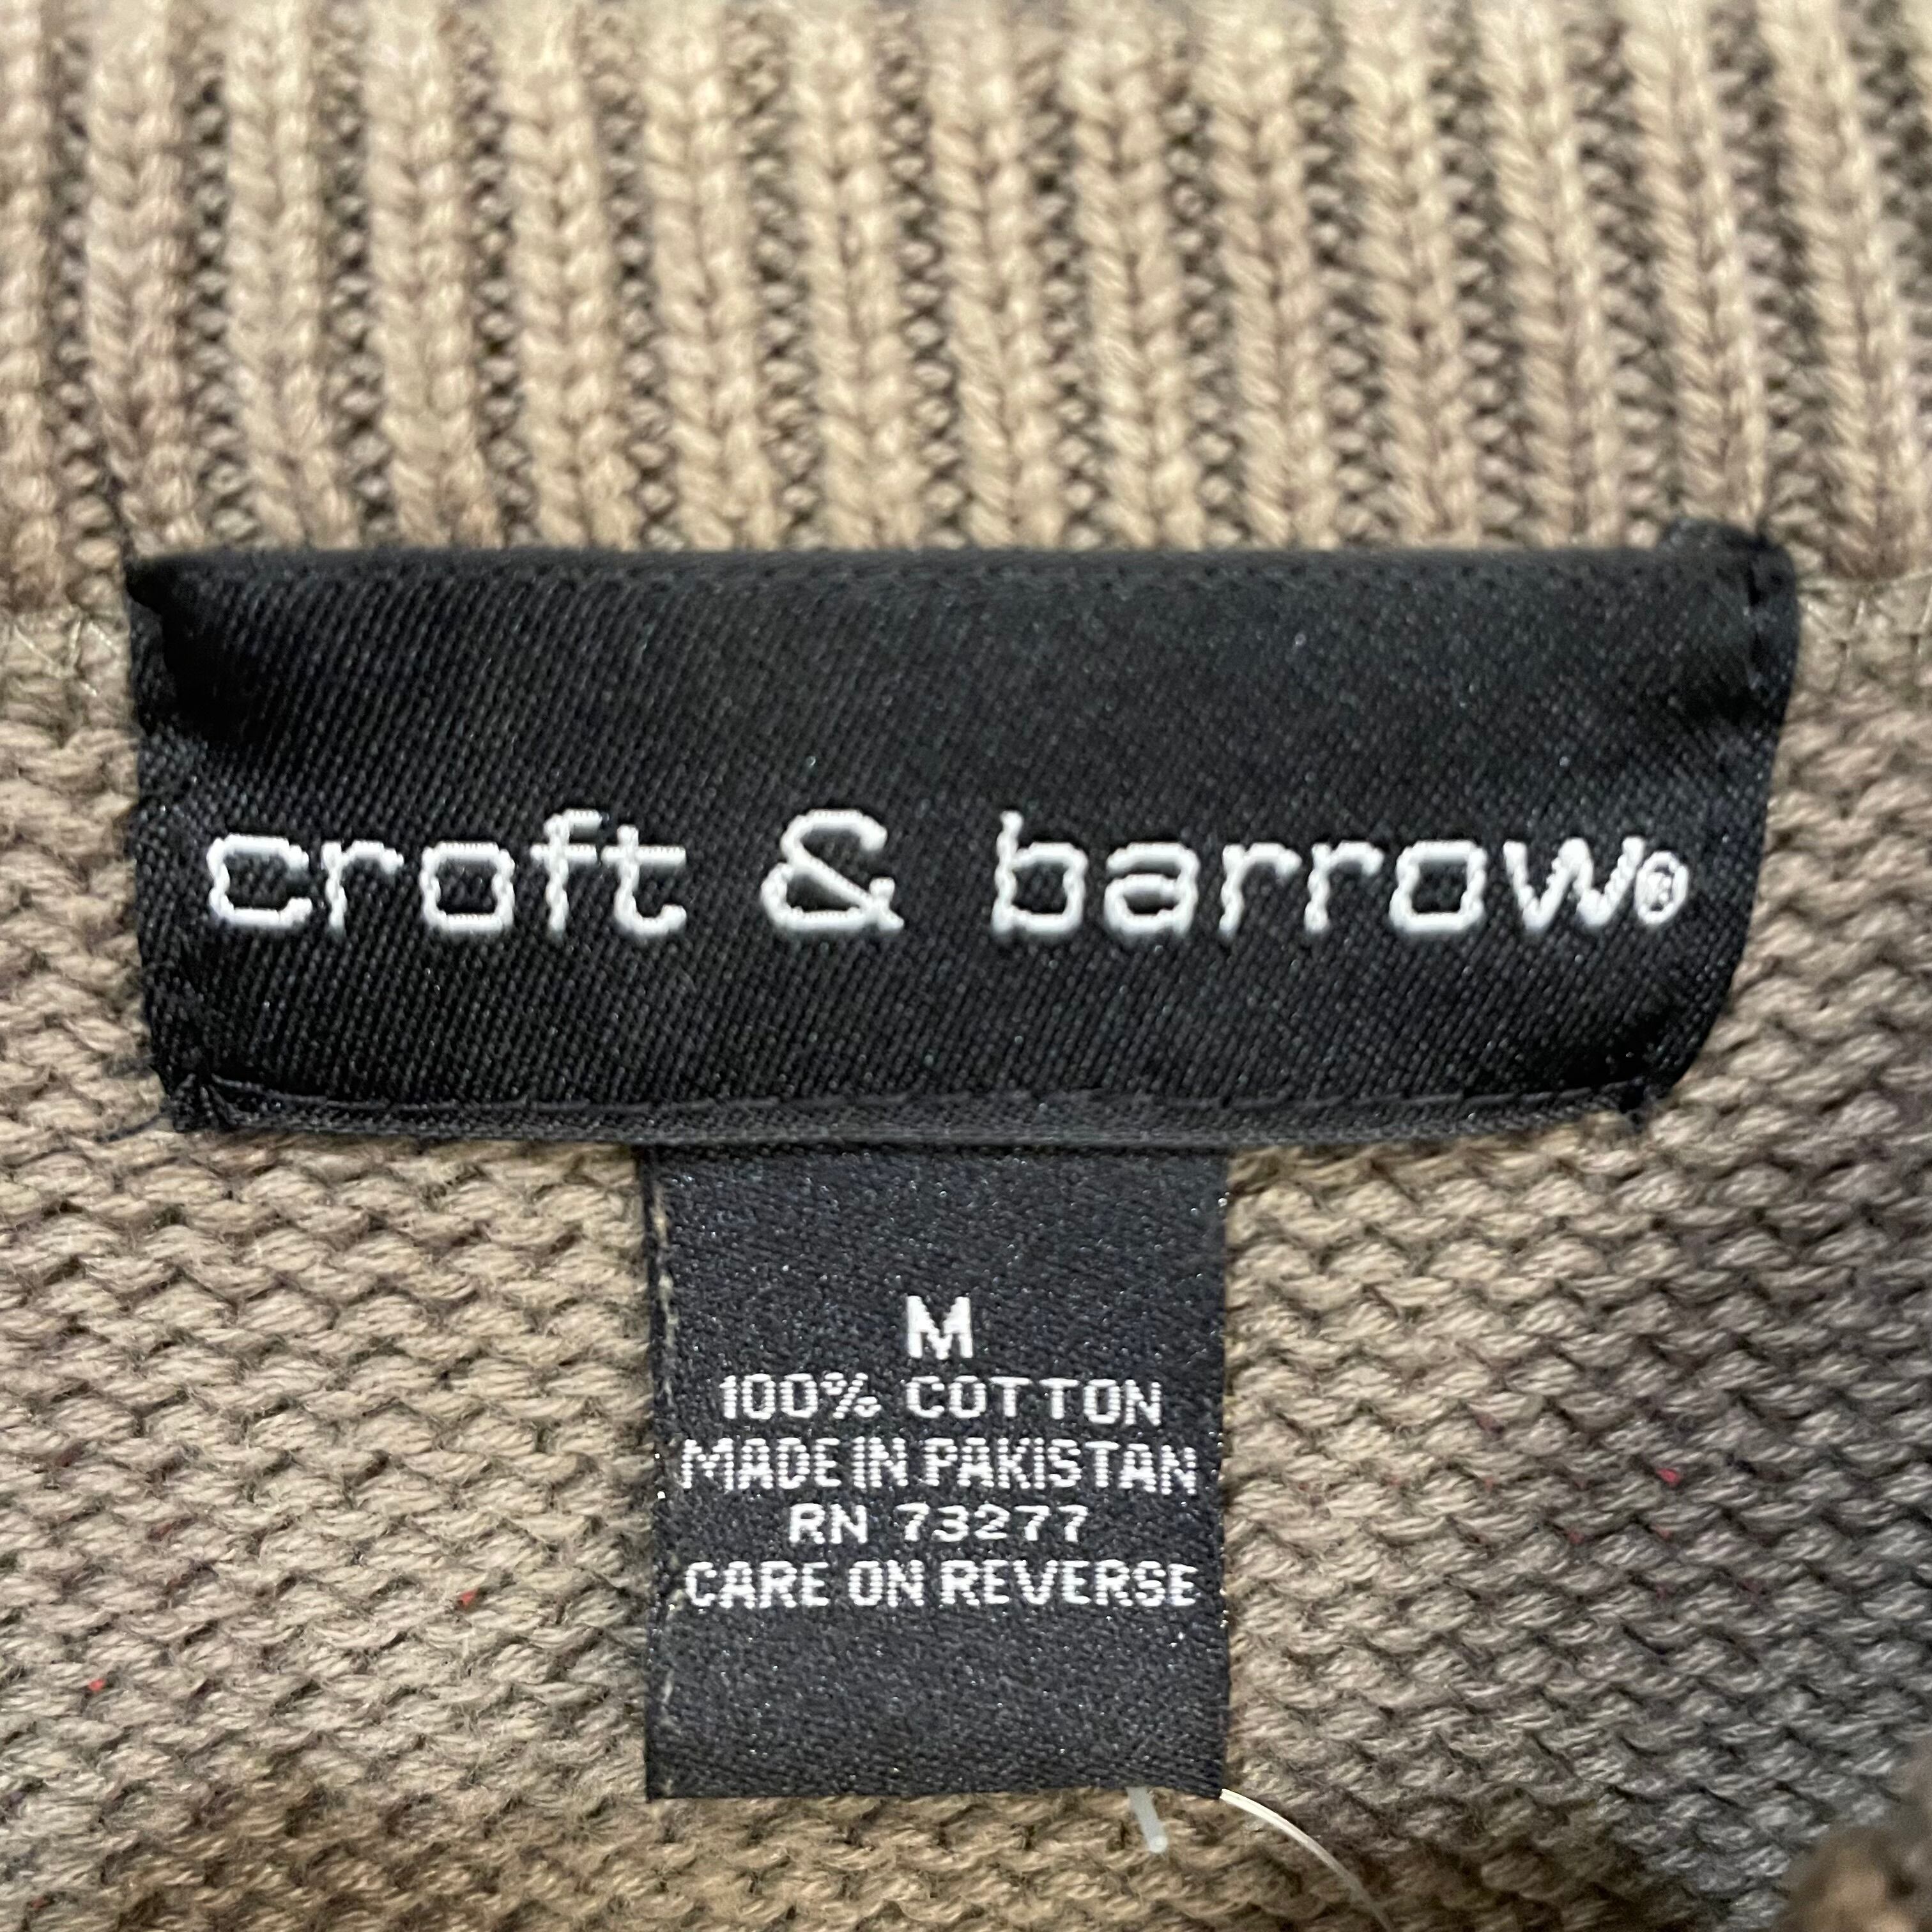 croft & barrow®
M
100% COTTON
MADE IN PAKISTAN
RN 73277
CARE ON REVERSE